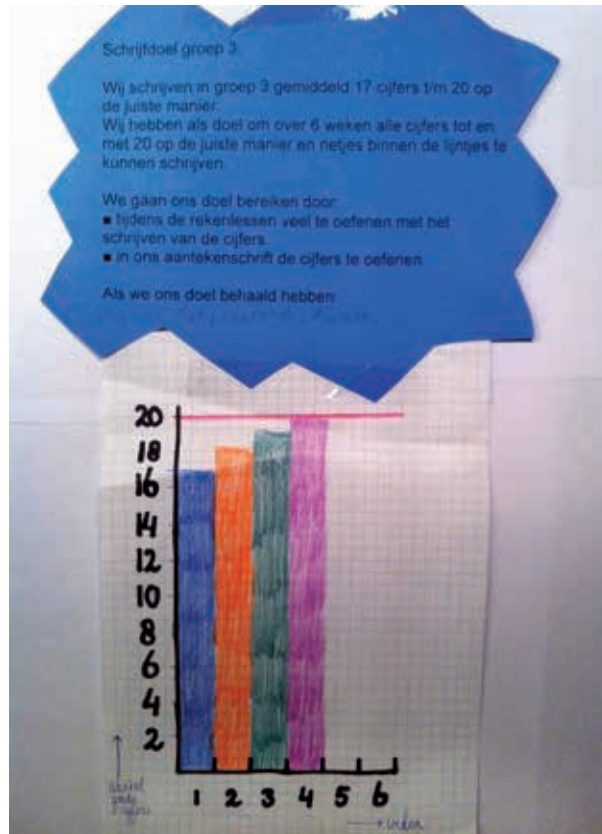 Schrijfdoel groep 3:
Wij schrijven in groep 3 gemiddeld 17 cijfers t/m 20 op
de juiste manier.
Wij hebben als doel om over 6 weken alle cijfers tot en
met 20 op de juiste manier en netjes binnen de lijntjes te
kunnen schrijven.
We gaan ons doel bereiken door:
■ tijdens de rekenlessen veel te oefenen met het
schrijven van de cijfers.
■ in ons aantekenschrift de cijfers te oefenen.
Als we ons doel behaald hebben:
20
18
16
14
12
10
8
6
4
2
1 2 3 4 5 6